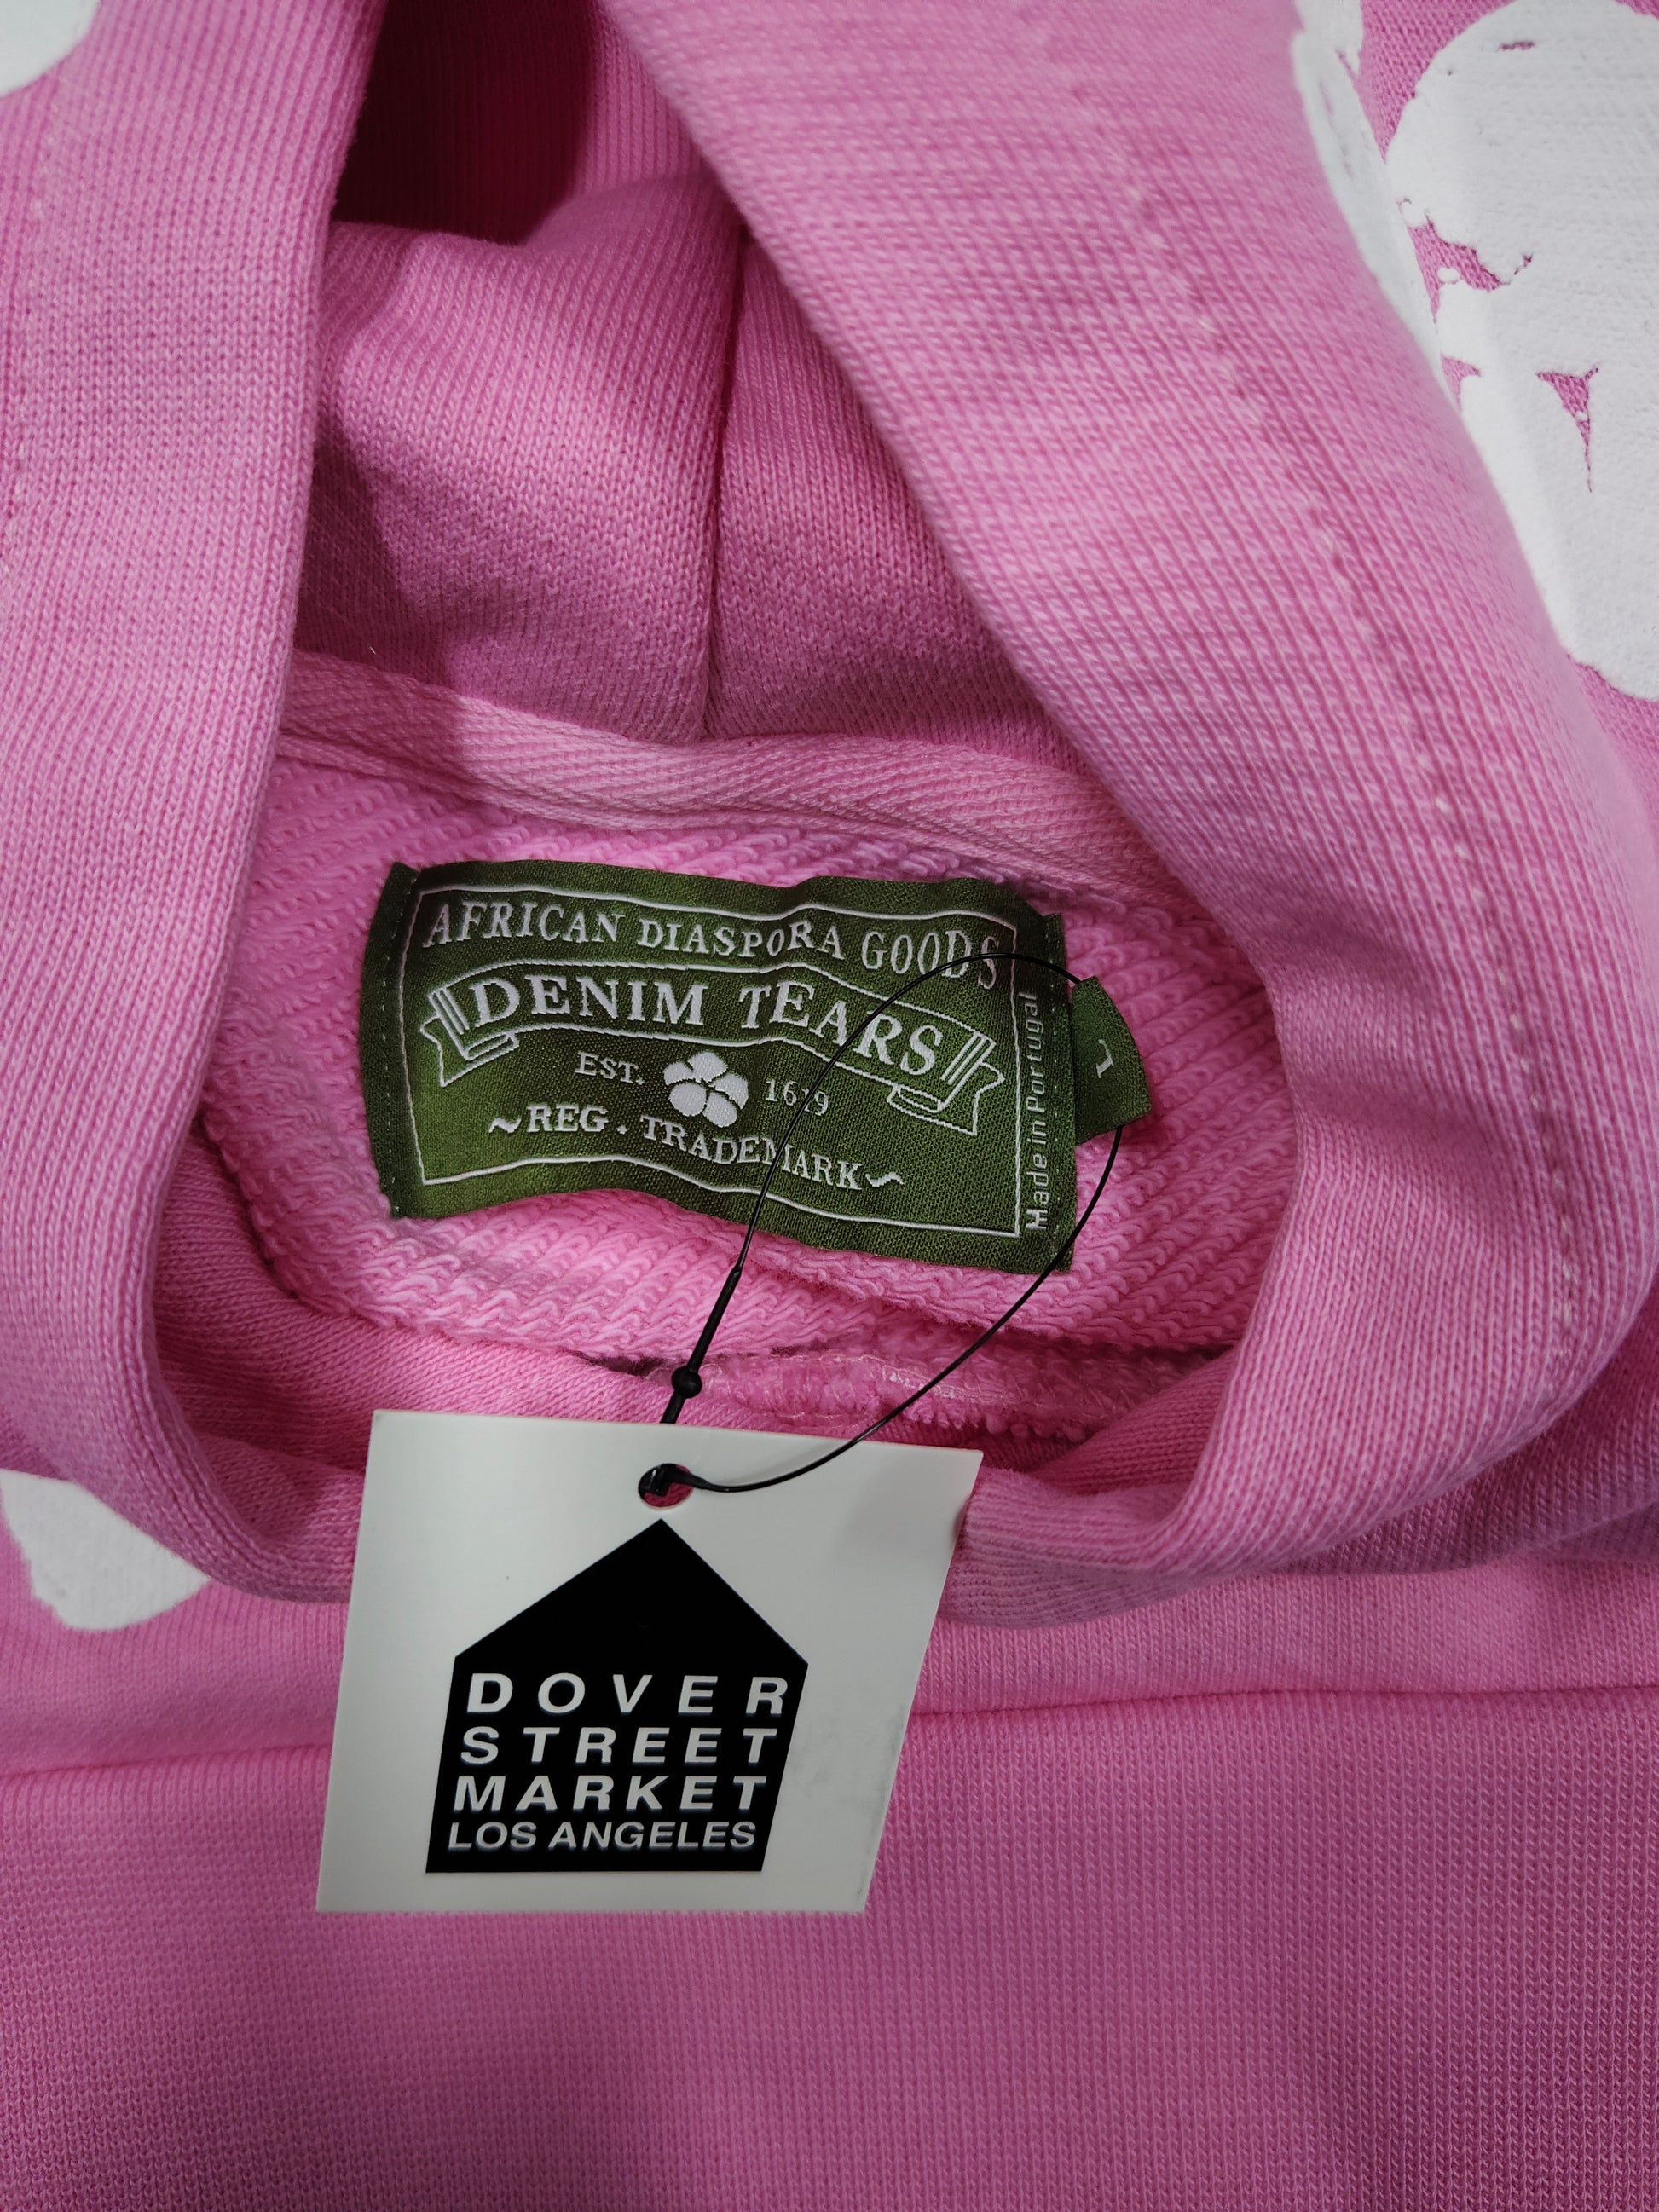 AFRICAN DIASPORA GOODS
DENIM TEARS
EST. 1619
~REG. TRADEMARK~
Made in Portugal
L
DOVER
STREET
MARKET
LOS ANGELES